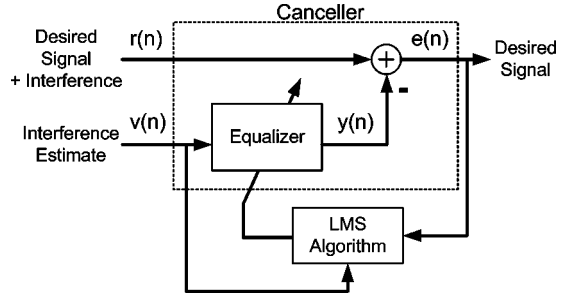 Canceller
Desired
Signal
+ Interference
r(n)
+
e(n)
Desired
Signal
-
Interference
Estimate
v(n)
Equalizer
y(n)
LMS
Algorithm